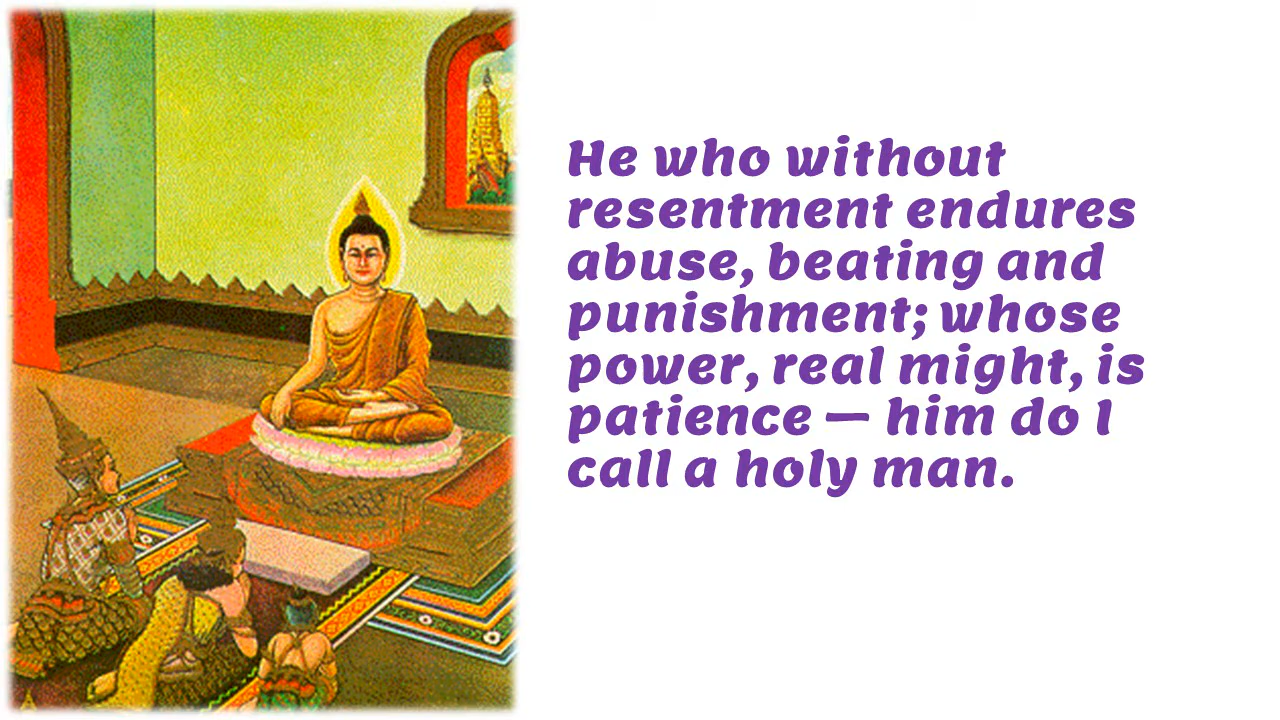 He who without
resentment endures
abuse, beating and
punishment; whose
power, real might, is
patience — him do I
call a holy man.